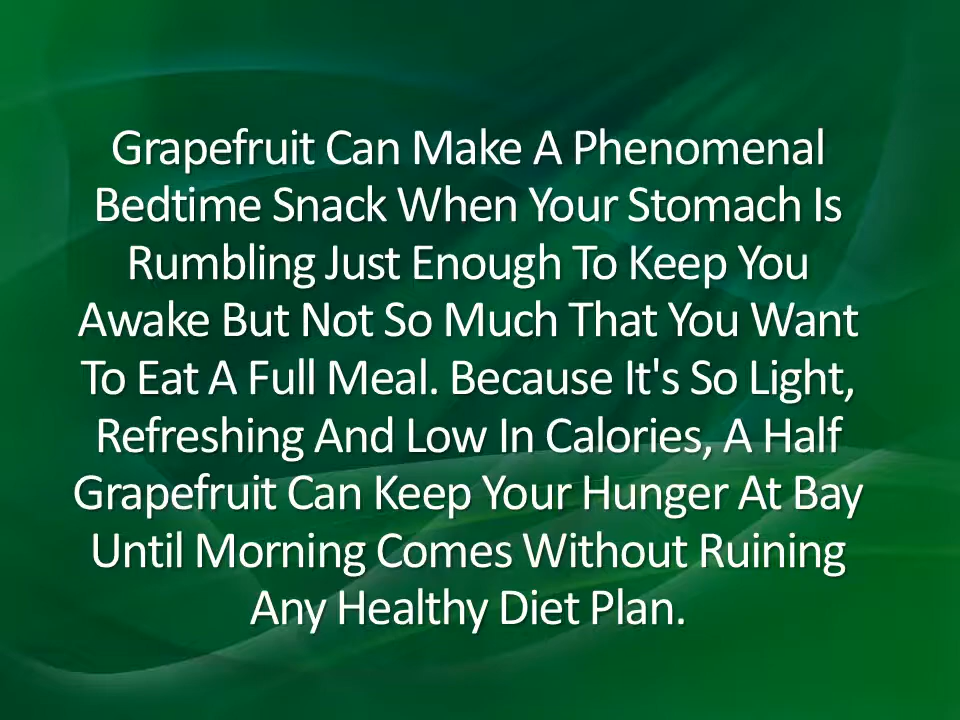 Grapefruit Can Make A Phenomenal
Bedtime Snack When Your Stomach Is
Rumbling Just Enough To Keep You
Awake But Not So Much That You Want
To Eat A Full Meal. Because It's So Light,
Refreshing And Low In Calories, A Half
Grapefruit Can Keep Your Hunger At Bay
Until Morning Comes Without Ruining
Any Healthy Diet Plan.